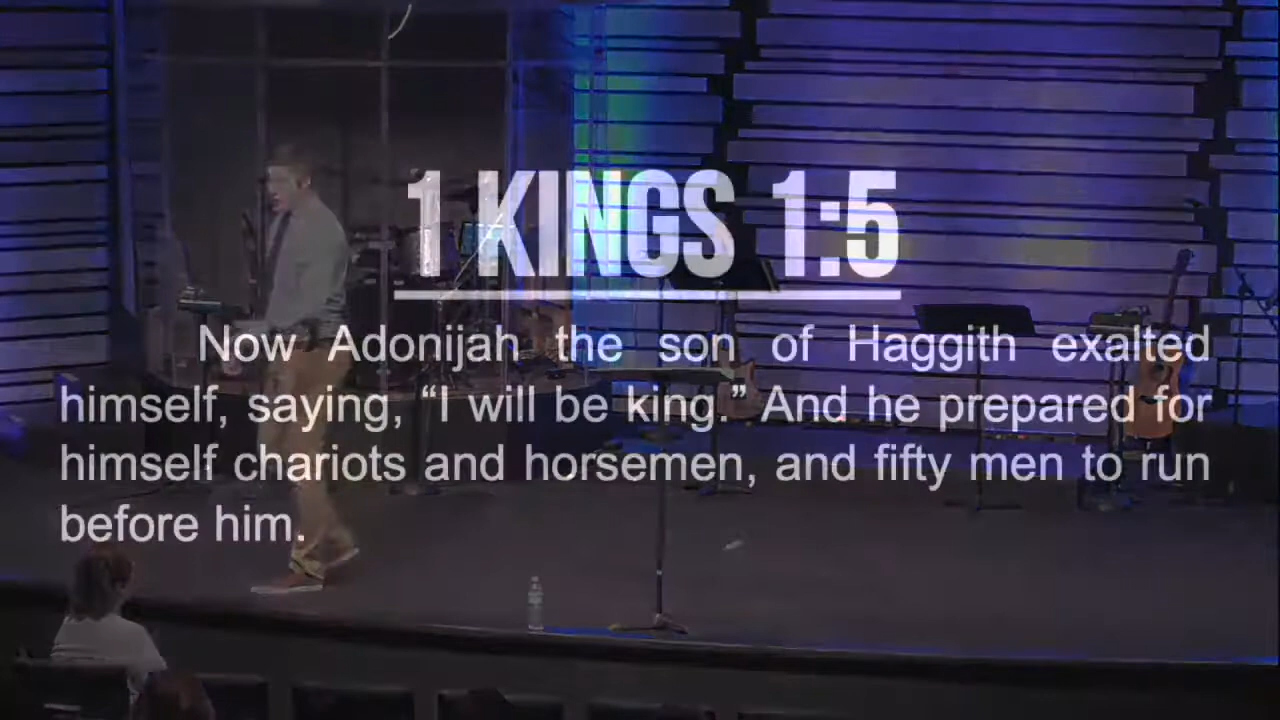 1 KINGS 1:5
Now Adonijah the son of Haggith exalted
himself, saying, “I will be king.” And he prepared for
himself chariots and horsemen, and fifty men to run
before him.